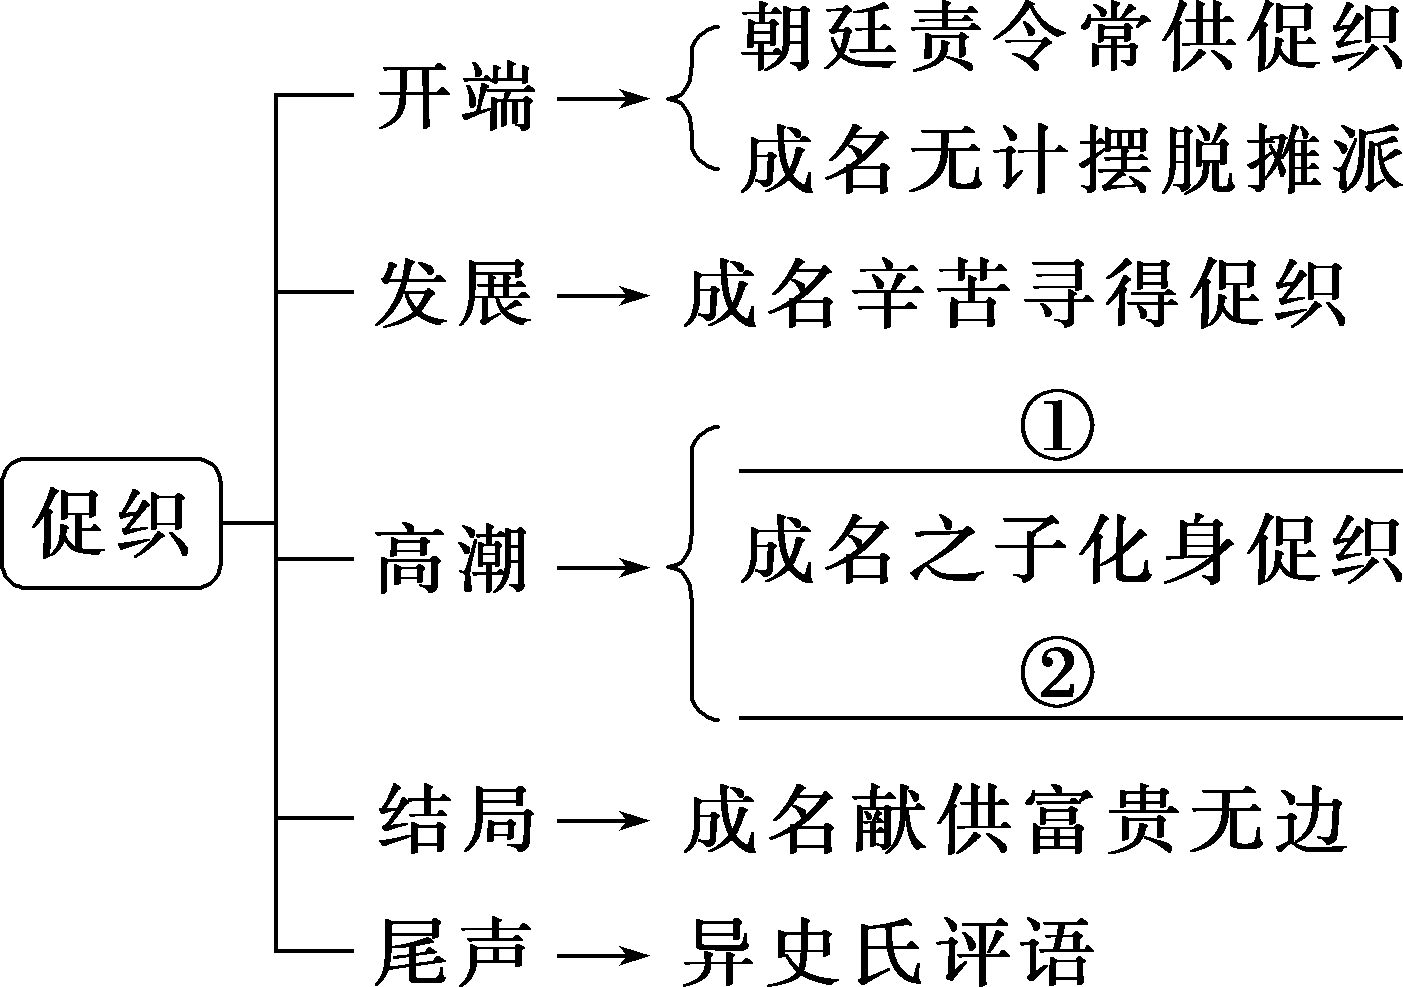 促织
开端
朝廷责令常供促织
成名无计摆脱摊派
发展
成名辛苦寻得促织
高潮
①
成名之子化身促织
②
结局
成名献供富贵无边
尾声
异史氏评语